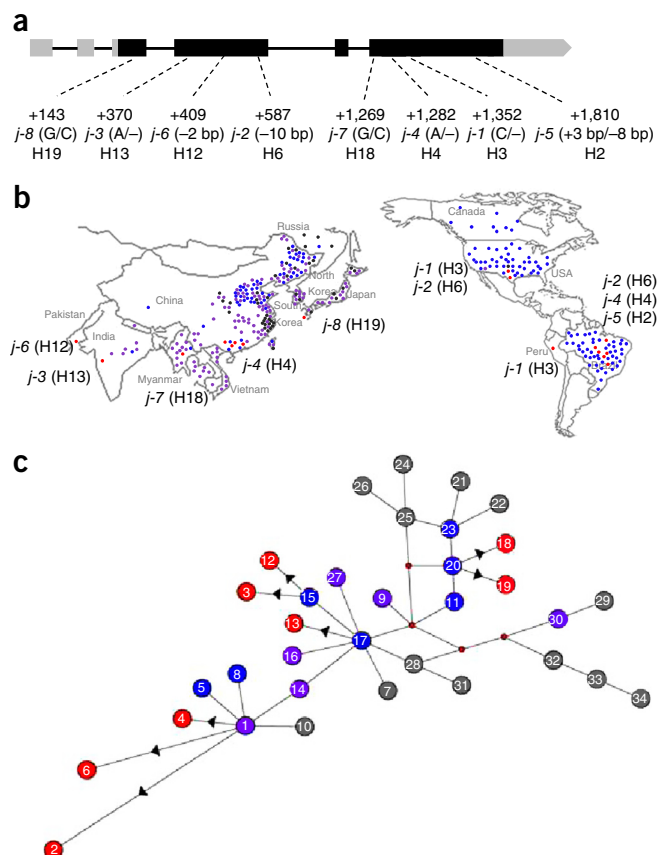 a
+143 +370 +409 +587 +1,269 +1,282 +1,352 +1,810
j-8 (G/C) j-3 (A/–) j-6 (–2 bp) j-2 (–10 bp) j-7 (G/C) j-4 (A/–) j-1 (C/–) j-5 (+3 bp/–8 bp)
H19 H13 H12 H6 H18 H4 H3 H2
b
Russia
North
Korea
Japan
South
Korea
China
Pakistan
India
Myanmar
Vietnam
j-8 (H19)
j-6 (H12)
j-4 (H4)
j-3 (H13)
j-7 (H18)
Canada
USA
j-1 (H3)
j-2 (H6)
j-2 (H6)
j-4 (H4)
j-5 (H2)
Peru
j-1 (H3)
c
24
26
21
25
22
23
18
12
27
20
3
15
19
9
11
29
13
30
17
16
28
32
5
8
14
7
31
33
34
4
1
10
6
2